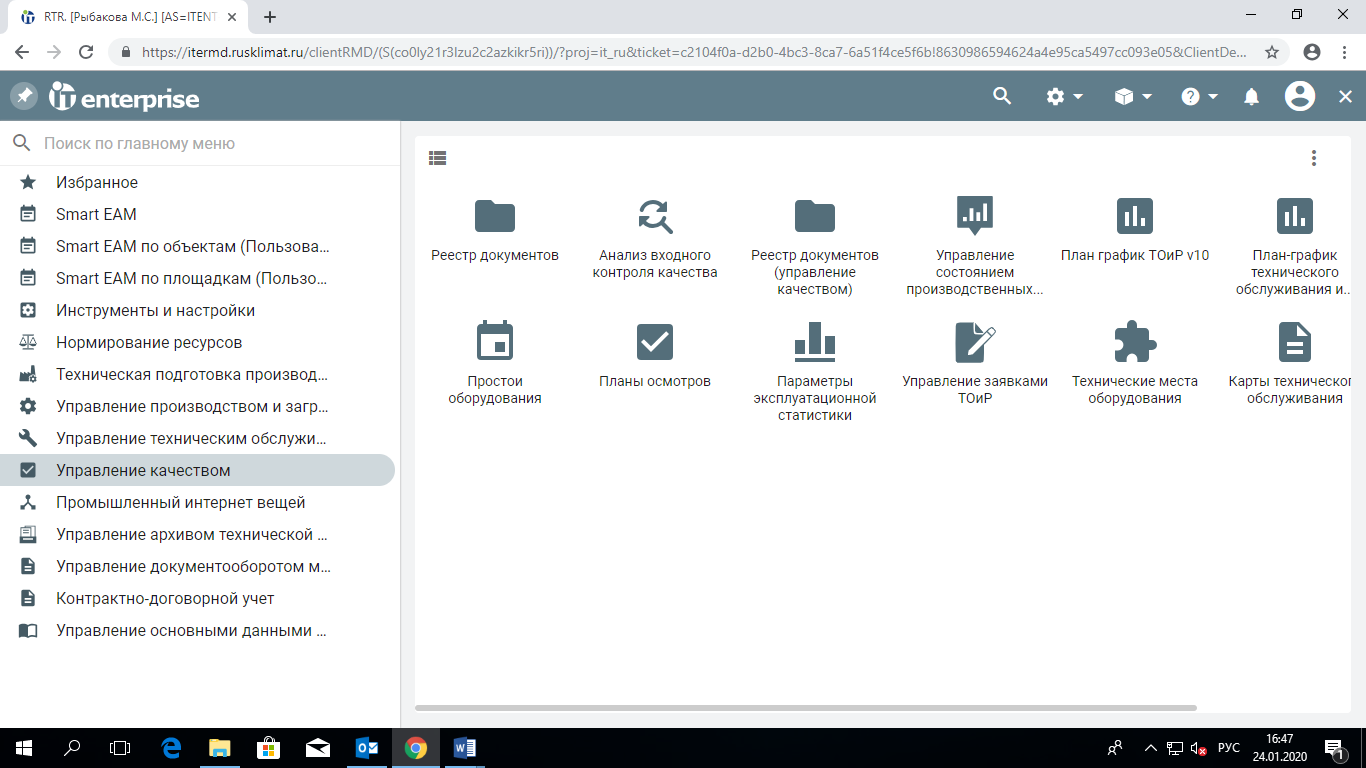 RTR. [Рыбакова М.С.] [AS=ITENT
https://itermd.rusklimat.ru/clientRMD/(S(co0ly21r3lzu2c2azkikr5ri))/?proj=it_ru&ticket=c2104f0a-d2b0-4bc3-8ca7-6a51f4ce5f6b!8630986594624a4e95ca5497cc093e05&ClientDe...
IT enterprise
Поиск по главному меню
Избранное
Smart EAM
Smart EAM по объектам (Пользова...
Smart EAM по площадкам (Пользо...
Инструменты и настройки
Нормирование ресурсов
Техническая подготовка производ...
Управление производством и загр...
Управление техническим обслужи...
Управление качеством
Промышленный интернет вещей
Управление архивом технической ...
Управление документооборотом м...
Контрактно-договорной учет
Управление основными данными ...
Реестр документов
Анализ входного
контроля качества
Реестр документов
(управление
качеством)
Управление
состоянием
производственных...
План график ТОиР v10
План-график
технического
обслуживания и...
Простои
оборудования
Планы осмотров
Параметры
эксплуатационной
статистики
Управление заявками
ТОиР
Технические места
оборудования
Карты техническог
обслуживания
РУС
16:47
24.01.2020
1